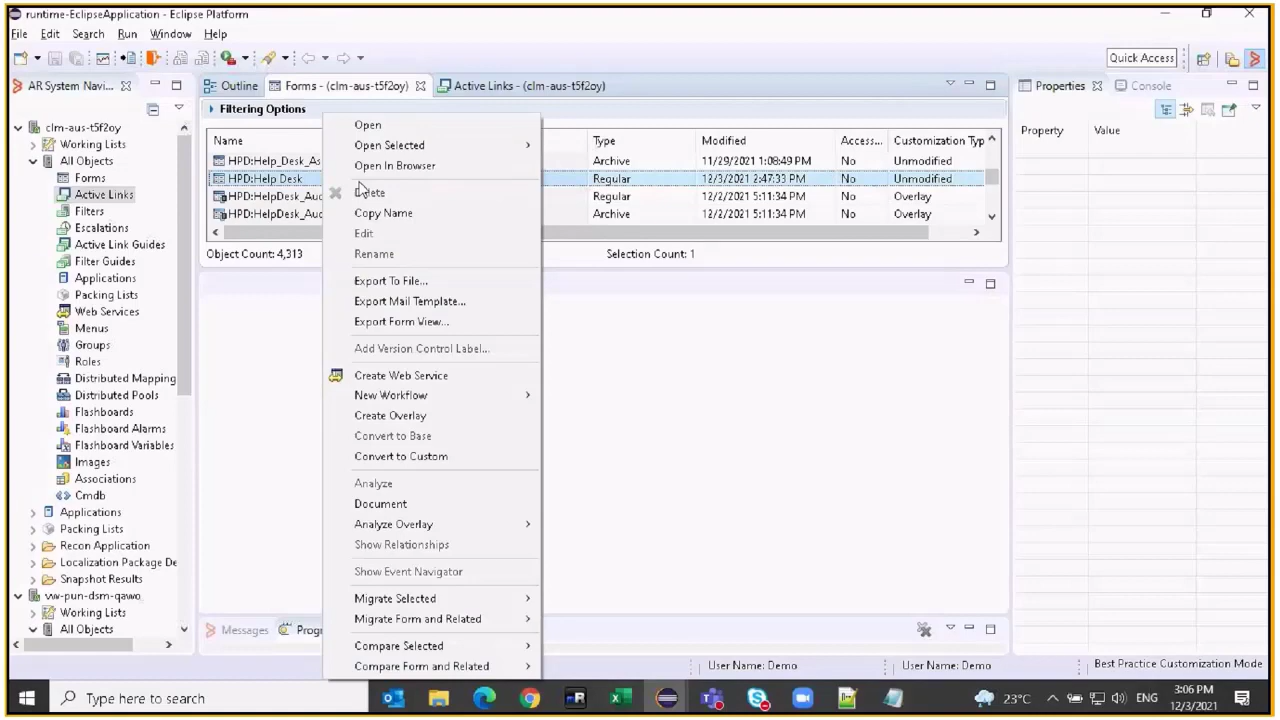 runtime-EclipseApplication - Eclipse Platform
File Edit Search Run Window Help
Quick Access
AR System Navi...
Outline
Forms - (clm-aus-t5f2oy)
Active Links - (clm-aus-t5f2oy)
Properties
Console
Filtering Options
clm-aus-t5f2oy
Working Lists
All Objects
Forms
Active Links
Filters
Escalations
Active Link Guides
Filter Guides
Applications
Packing Lists
Web Services
Menus
Groups
Roles
Distributed Mapping
Distributed Pools
Flashboards
Flashboard Alarms
Flashboard Variables
Images
Associations
Cmdb
Applications
Packing Lists
Recon Application
Localization Package De
Snapshot Results
vw-pun-dsm-qawo
Working Lists
All Objects
Name Type Modified Access... Customization Typ
HPD:Help_Desk_As Archive 11/29/2021 1:08:49 PM No Unmodified
HPD:Help Desk Regular 12/3/2021 2:47:33 PM No Unmodified
HPD:HelpDesk_Auc Regular 12/2/2021 5:11:34 PM No Overlay
HPD:HelpDesk_Auc Archive 12/2/2021 5:11:34 PM No Overlay
Object Count: 4,313 Selection Count: 1
Open
Open Selected
Open In Browser
Delete
Copy Name
Edit
Rename
Export To File...
Export Mail Template...
Export Form View...
Add Version Control Label...
Create Web Service
New Workflow
Create Overlay
Convert to Base
Convert to Custom
Analyze
Document
Analyze Overlay
Show Relationships
Show Event Navigator
Migrate Selected
Migrate Form and Related
Compare Selected
Compare Form and Related
Property Value
Messages
Progr
User Name: Demo User Name: Demo Best Practice Customization Mode
Type here to search
23°C ENG
3:06 PM
12/3/2021